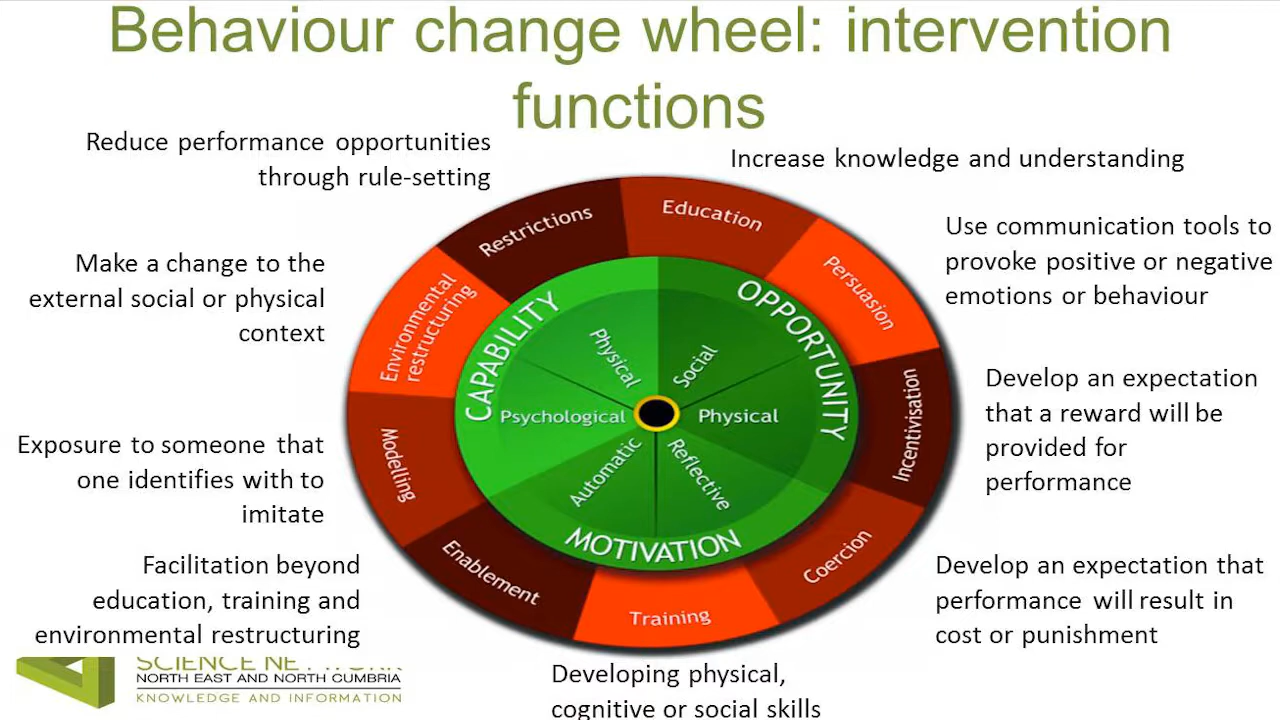 Behaviour change wheel: intervention
functions
Reduce performance opportunities
through rule-setting
Increase knowledge and understanding
Use communication tools to
provoke positive or negative
emotions or behaviour
Make a change to the
external social or physical
context
Develop an expectation
that a reward will be
provided for
performance
Exposure to someone that
one identifies with to
imitate
Facilitation beyond
education, training and
environmental restructuring
Develop an expectation that
performance will result in
cost or punishment
Developing physical,
cognitive or social skills
Restrictions
Education
Persuasion
Incentivisation
Coercion
Training
Enablement
Modelling
Environmental
restructuring
CAPABILITY
OPPORTUNITY
MOTIVATION
Physical
Social
Psychological
Physical
Automatic
Reflective
SCIENCE NETWORK
NORTH EAST AND NORTH CUMBRIA
KNOWLEDGE AND INFORMATION